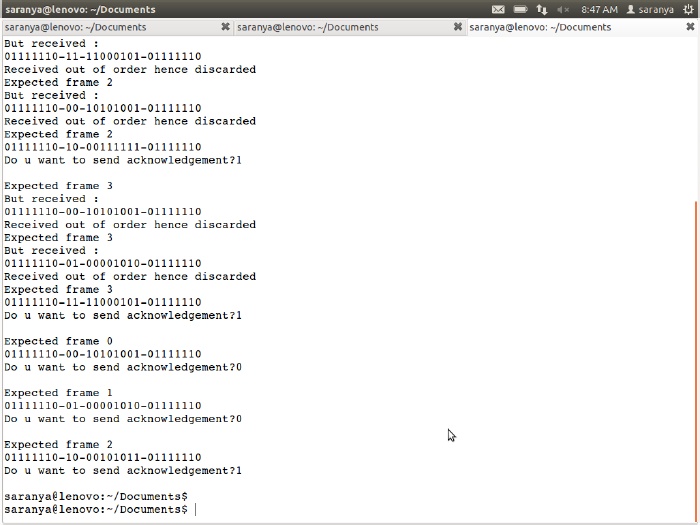 saranya@lenovo: ~/Documents 8:47 AM saranya
saranya@lenovo: ~/Documents saranya@lenovo: ~/Documents saranya@lenovo: ~/Documents
But received :
01111110-11-11000101-01111110
Received out of order hence discarded
Expected frame 2
But received :
01111110-00-10101001-01111110
Received out of order hence discarded
Expected frame 2
01111110-10-00111111-01111110
Do u want to send acknowledgement?1
Expected frame 3
But received :
01111110-00-10101001-01111110
Received out of order hence discarded
Expected frame 3
But received :
01111110-01-00001010-01111110
Received out of order hence discarded
Expected frame 3
01111110-11-11000101-01111110
Do u want to send acknowledgement?1
Expected frame 0
01111110-00-10101001-01111110
Do u want to send acknowledgement?0
Expected frame 1
01111110-01-00001010-01111110
Do u want to send acknowledgement?0
Expected frame 2
01111110-10-00101011-01111110
Do u want to send acknowledgement?1
saranya@lenovo:~/Documents$
saranya@lenovo:~/Documents$